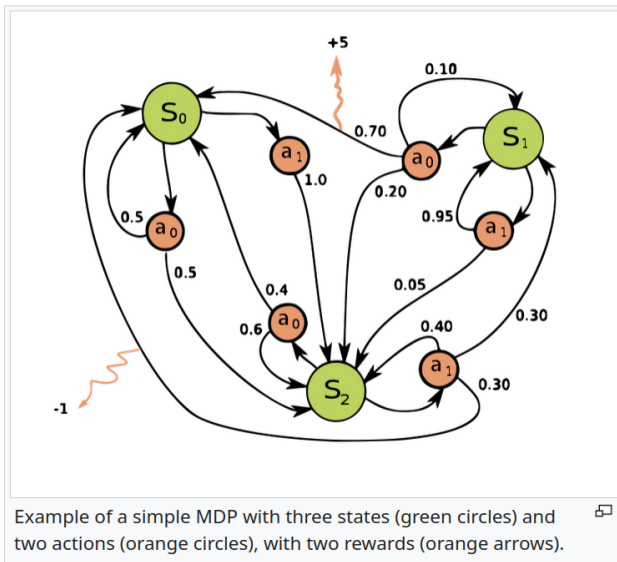 +5
0.10
S₀
S₁
0.70
a₁
a₀
1.0
0.20
0.5
a₀
0.95
a₁
0.5
0.05
0.4
0.30
a₀
0.6
0.40
a₁
S₂
0.30
-1
Example of a simple MDP with three states (green circles) and
two actions (orange circles), with two rewards (orange arrows).